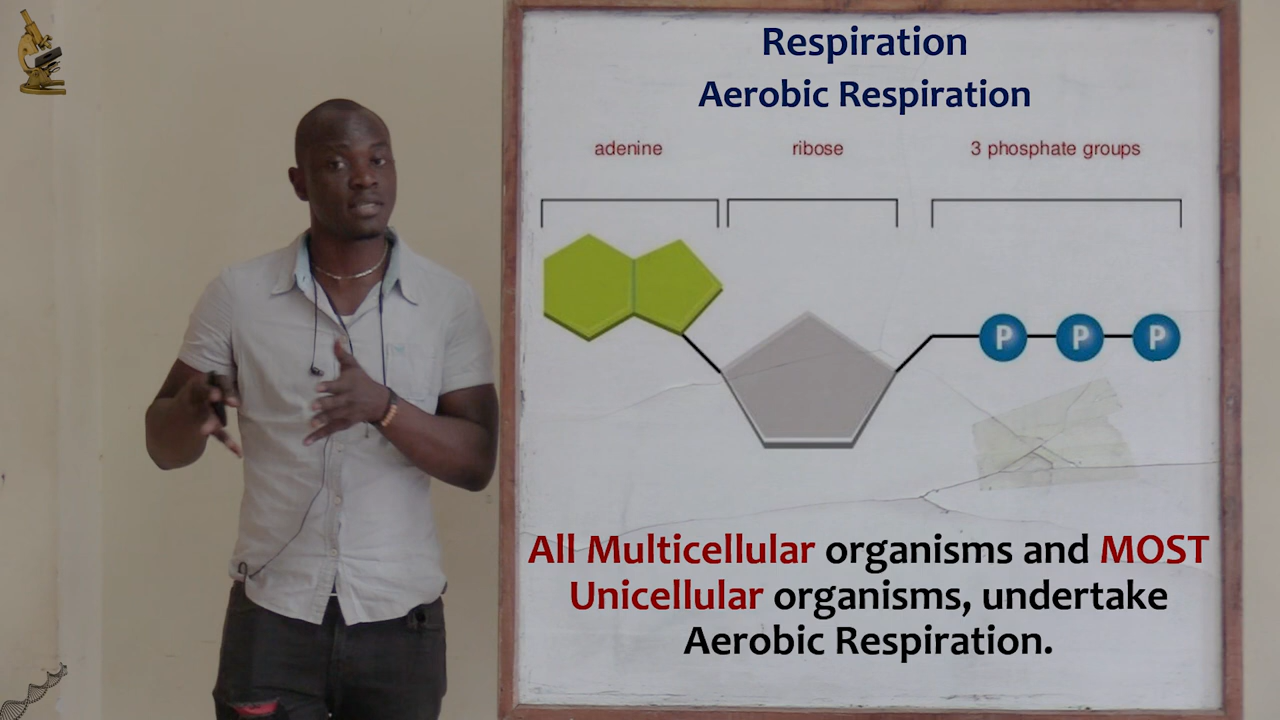 Respiration
Aerobic Respiration
adenine
ribose
3 phosphate groups
P
P
P
All Multicellular organisms and MOST
Unicellular organisms, undertake
Aerobic Respiration.